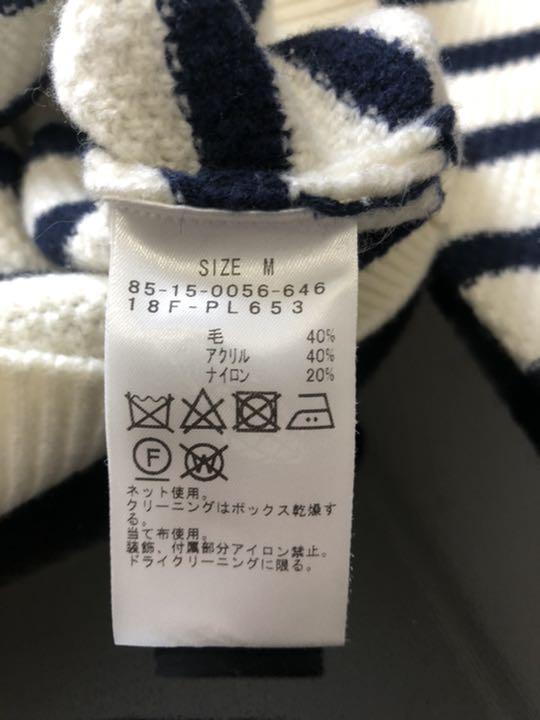 SIZE M
85-15-0056-646
18F-PL653
毛 40%
アクリル 40%
ナイロン 20%
F W
ネット使用。
クリーニングはボックス乾燥す
る。
当て布使用。
装飾、付属部分アイロン禁止。
ドライクリーニングに限る。